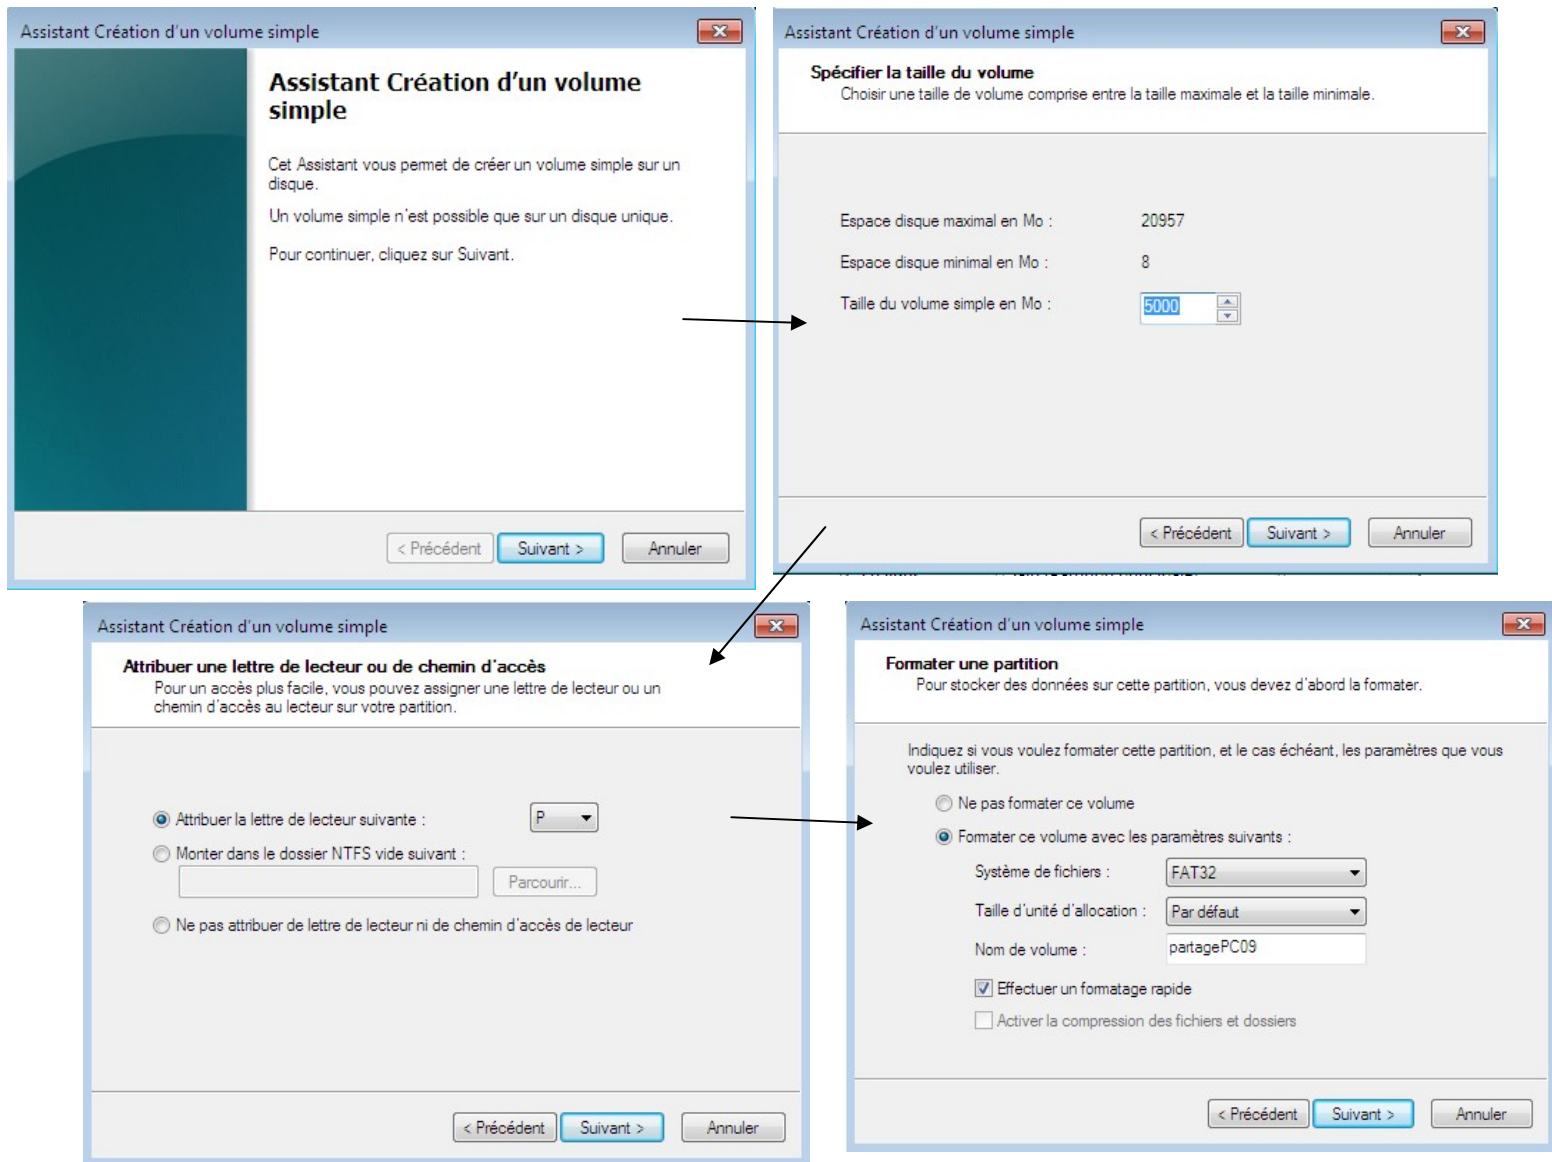 Assistant Création d'un volume simple
Assistant Création d'un volume
simple
Cet Assistant vous permet de créer un volume simple sur un
disque.
Un volume simple n'est possible que sur un disque unique.
Pour continuer, cliquez sur Suivant.
< Précédent
Suivant >
Annuler
Assistant Création d'un volume simple
Spécifier la taille du volume
Choisir une taille de volume comprise entre la taille maximale et la taille minimale.
Espace disque maximal en Mo : 20957
Espace disque minimal en Mo : 8
Taille du volume simple en Mo : 5000
< Précédent
Suivant >
Annuler
Assistant Création d'un volume simple
Attribuer une lettre de lecteur ou de chemin d'accès
Pour un accès plus facile, vous pouvez assigner une lettre de lecteur ou un
chemin d'accès au lecteur sur votre partition.
Attribuer la lettre de lecteur suivante : P
Monter dans le dossier NTFS vide suivant :
Parcourir...
Ne pas attribuer de lettre de lecteur ni de chemin d'accès de lecteur
< Précédent
Suivant >
Annuler
Assistant Création d'un volume simple
Formater une partition
Pour stocker des données sur cette partition, vous devez d'abord la formater.
Indiquez si vous voulez formater cette partition, et le cas échéant, les paramètres que vous
voulez utiliser.
Ne pas formater ce volume
Formater ce volume avec les paramètres suivants :
Système de fichiers : FAT32
Taille d'unité d'allocation : Par défaut
Nom de volume : partagePC09
Effectuer un formatage rapide
Activer la compression des fichiers et dossiers
< Précédent
Suivant >
Annuler